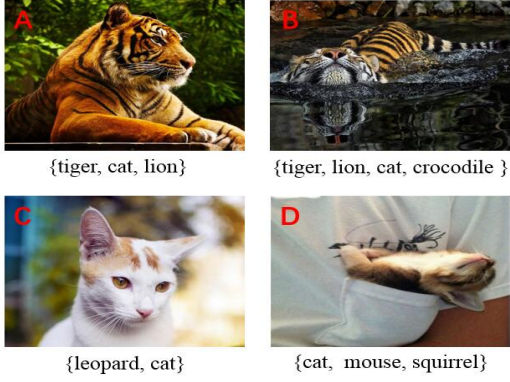 A
B
{tiger, cat, lion}
{tiger, lion, cat, crocodile }
C
D
{leopard, cat}
{cat, mouse, squirrel}